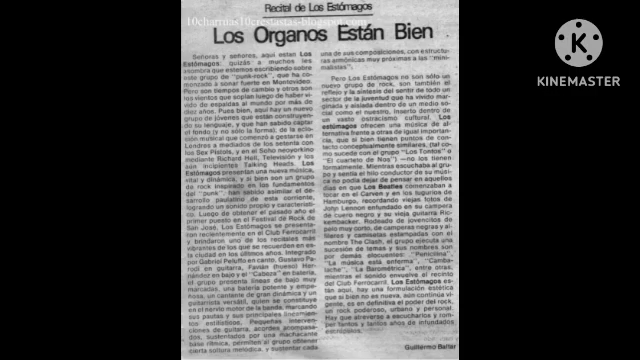 Recital de Los Estómagos
10charruas10crestastas-blogspot.com
Los Organos Están Bien
KINEMASTER
Señoras y señores, aquí están Los
Estómagos: quizás a muchos les
asombra que estemos escribiendo sobre
este grupo de "punk-rock", que ha co-
menzado a sonar fuerte en Montevideo.
Pero son tiempos de cambio y otros son
los vientos que soplan luego de haber vi-
vido de espaldas al mundo por más de
diez años. Pues bien, aquí hay un nuevo
grupo de jóvenes que están construyen-
do su lenguaje, y que han sabido captar
el fondo (y no sólo la forma), de la eclo-
sión musical que comenzó a gestarse en
Londres a mediados de los setenta con
los Sex Pistols, y en el Soho neoyorkino
mediante Richard Hell, Televisión y los
aún incipientes Talking Heads. Los
Estómagos presentan una nueva música,
vital y dinámica, y si bien son un grupo
de rock inspirado en los fundamentos
del "punk", han sabido asimilar el de-
sarrollo paulatino de esta corriente,
logrando un sonido propio y caracterís-
tico. Luego de obtener el pasado año el
primer puesto en el Festival de Rock de
San José, Los Estómagos se presenta-
ron recientemente en el Club Ferrocarril
y brindaron uno de los recitales más
vibrantes de los que se recuerden en es-
ta ciudad en los últimos años. Integrado
por Gabriel Peluffo en canto, Gustavo Pa-
rodi en guitarra, Fabián (hueso) Her-
nández en bajo y el "Cabeza" en batería,
el grupo presenta líneas de bajo muy
marcadas, una batería potente y empe-
ñosa, un cantante de gran dinámica y un
guitarrista versátil, quien se constituye
en el nervio motor de la banda, marcando
sus pautas y sus principales lineamien-
tos estilísticos. Pequeñas intervencio-
nes de guitarra, acordes acompasa-
dos, sustentados por una machacante
base rítmica, permiten al grupo obtener
cierta soltura melódica, y sustentar cada
una de sus composiciones, con estructu-
ras armónicas muy próximas a las "mini-
malistas".
Pero Los Estómagos no son sólo un
nuevo grupo de rock, son también el
reflejo y la síntesis del sentir de todo un
sector de la juventud que ha vivido mar-
ginada y aislada dentro de un medio so-
cial como el nuestro, inserto dentro de
un vasto ostracismo cultural. Los
Estómagos ofrecen una música de al-
ternativa frente a otras de igual importan-
cia, que si bien tienen puntos de con-
tacto conceptualmente similares, (tal co-
mo sucede con el grupo "Los Tontos" o
"El cuarteto de Nos") —no los tienen
formalmente. Mientras escuchaba al gru-
po y sentía el hilo conductor de su músi-
ca no podía dejar de pensar en aquellos
días en que Los Beatles comenzaban a
tocar en el Carven y en los tugurios de
Hamburgo, recordando viejas fotos de
John Lennon enfundado en su campera
de cuero negro y su vieja guitarra Ric-
kembacker. Rodeado de jovencitos de
pelo muy corto, de camperas negras y al-
fileres y camisetas estampadas con el
nombre The Clash, el grupo ejecuta una
sucesión de temas y sus nombres son
por demás elocuentes: "Penicilina",
"La música está enferma", "Camba-
lache", "La Barométrica", entre otras,
mientras el sonido envuelve el recinto
del Club Ferrocarril. Los Estómagos es-
tán aquí, hay una formulación estética
que si bien no es nueva, aún continúa vi-
gente, es en definitiva el poder del rock,
un rock poderoso, urbano y personal.
Hay que atreverse a escucharlos y rom-
per tantos y tantos años de infundados
estropajos.
Guillermo Baltar